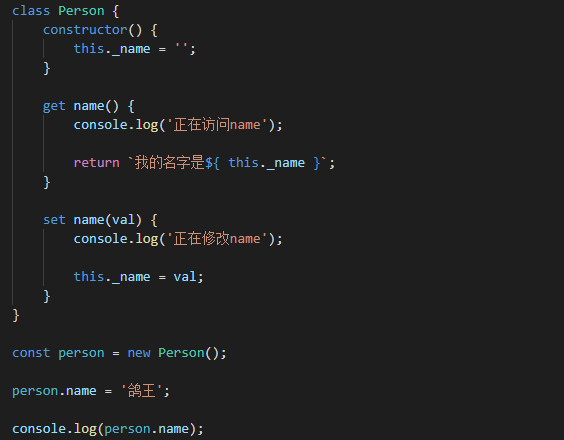 class Person {
    constructor() {
        this._name = '';
    }

    get name() {
        console.log('正在访问name');

        return `我的名字是${ this._name }`;
    }

    set name(val) {
        console.log('正在修改name');

        this._name = val;
    }
}

const person = new Person();

person.name = '鸽王';

console.log(person.name);